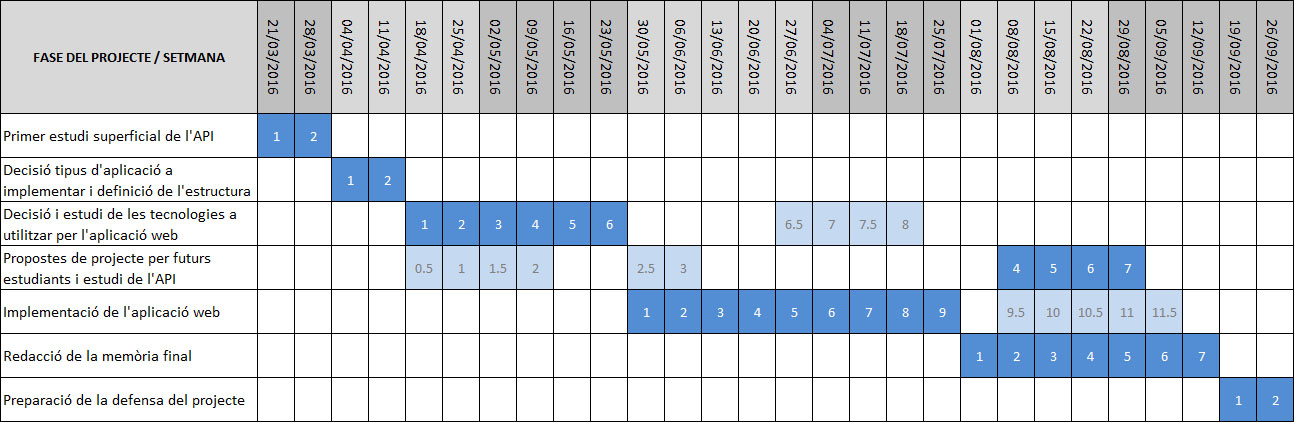 FASE DEL PROJECTE / SETMANA 21/03/2016 28/03/2016 04/04/2016 11/04/2016 18/04/2016 25/04/2016 02/05/2016 09/05/2016 16/05/2016 23/05/2016 30/05/2016 06/06/2016 13/06/2016 20/06/2016 27/06/2016 04/07/2016 11/07/2016 18/07/2016 25/07/2016 01/08/2016 08/08/2016 15/08/2016 22/08/2016 29/08/2016 05/09/2016 12/09/2016 19/09/2016 26/09/2016
Primer estudi superficial de l'API 1 2
Decisió tipus d'aplicació a
implementar i definició de l'estructura 1 2
Decisió i estudi de les tecnologies a
utilitzar per l'aplicació web 1 2 3 4 5 6 6.5 7 7.5 8
Propostes de projecte per futurs
estudiants i estudi de l'API 0.5 1 1.5 2 2.5 3 4 5 6 7
Implementació de l'aplicació web 1 2 3 4 5 6 7 8 9 9.5 10 10.5 11 11.5
Redacció de la memòria final 1 2 3 4 5 6 7
Preparació de la defensa del projecte 1 2